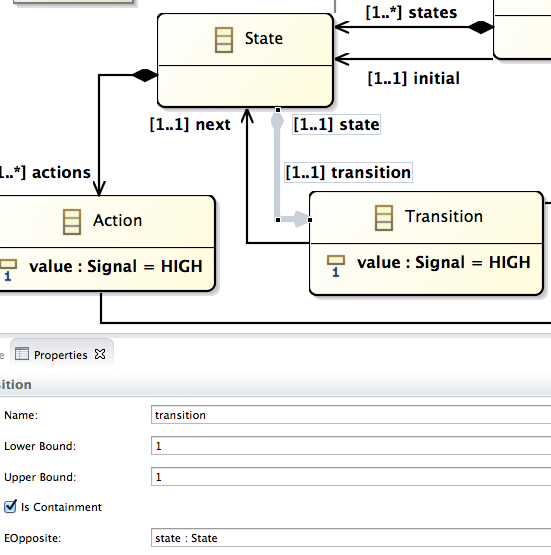 [1..*] states
State
[1..1] initial
[1..1] next
[1..1] state
1..*] actions
[1..1] transition
Action
Transition
value : Signal = HIGH
value : Signal = HIGH
1
1
Properties
sition
Name:
transition
Lower Bound:
1
Upper Bound:
1
Is Containment
EOpposite:
state : State